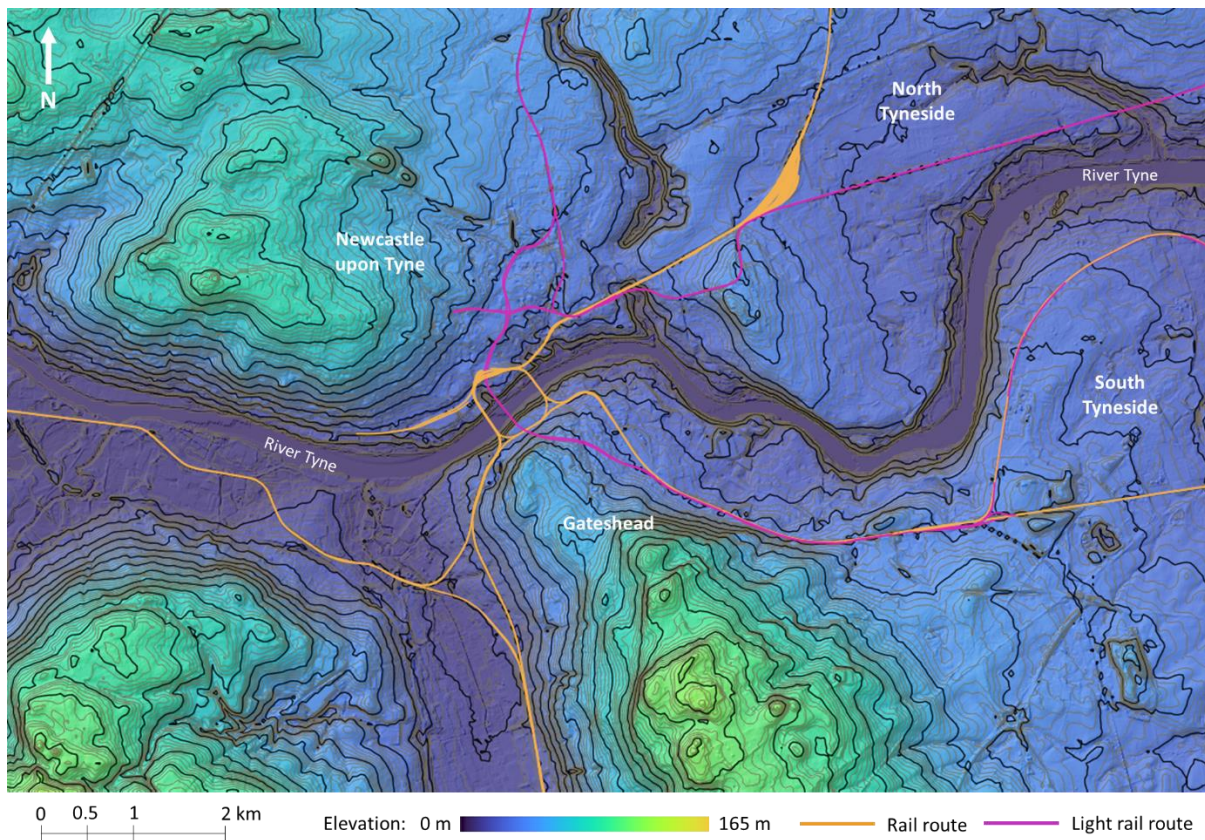 N
North
Tyneside
River Tyne
Newcastle
upon Tyne
South
Tyneside
River Tyne
Gateshead
0 0.5 1 2 km
Elevation: 0 m 165 m Rail route Light rail route